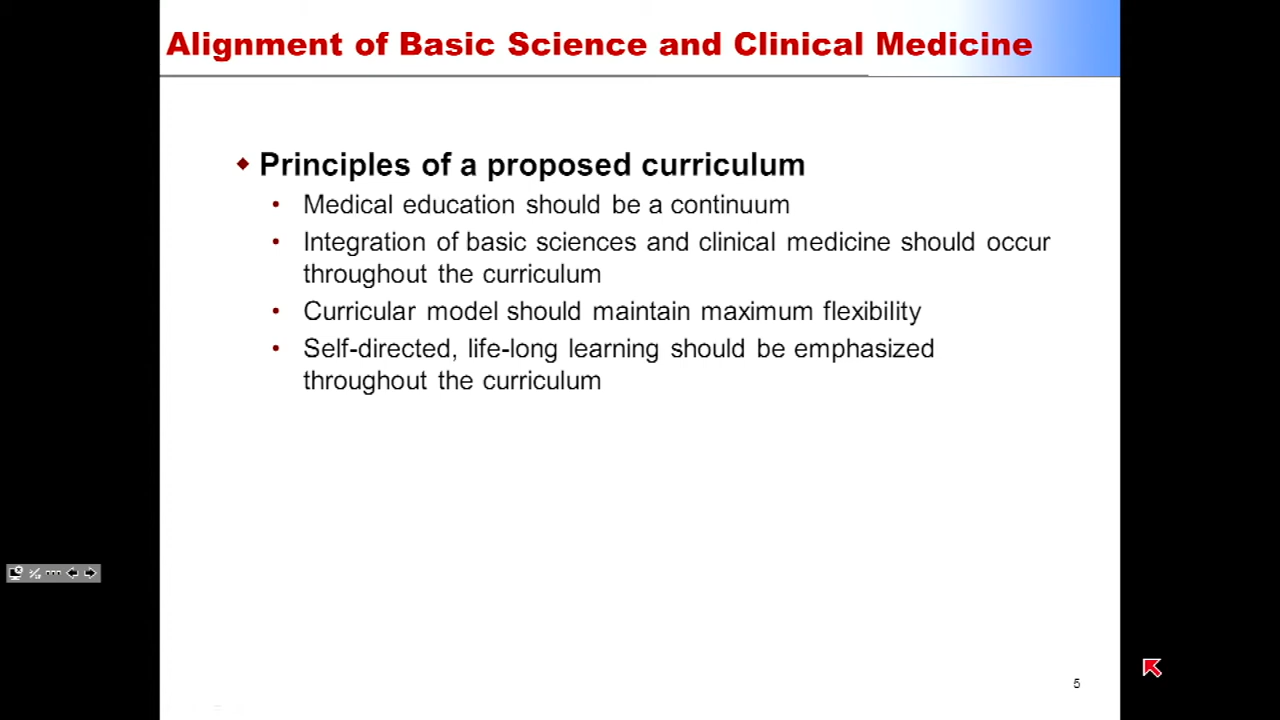 Alignment of Basic Science and Clinical Medicine
Principles of a proposed curriculum
Medical education should be a continuum
Integration of basic sciences and clinical medicine should occur
throughout the curriculum
Curricular model should maintain maximum flexibility
Self-directed, life-long learning should be emphasized
throughout the curriculum
5